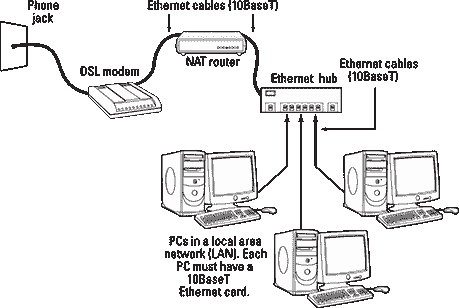 Phone
jack
Ethernet cables (10BaseT)
DSL modem
NAT router
Ethernet hub
Ethernet cables
(10BaseT)
PCs in a local area
network (LAN). Each
PC must have a
10BaseT
Ethernet card.